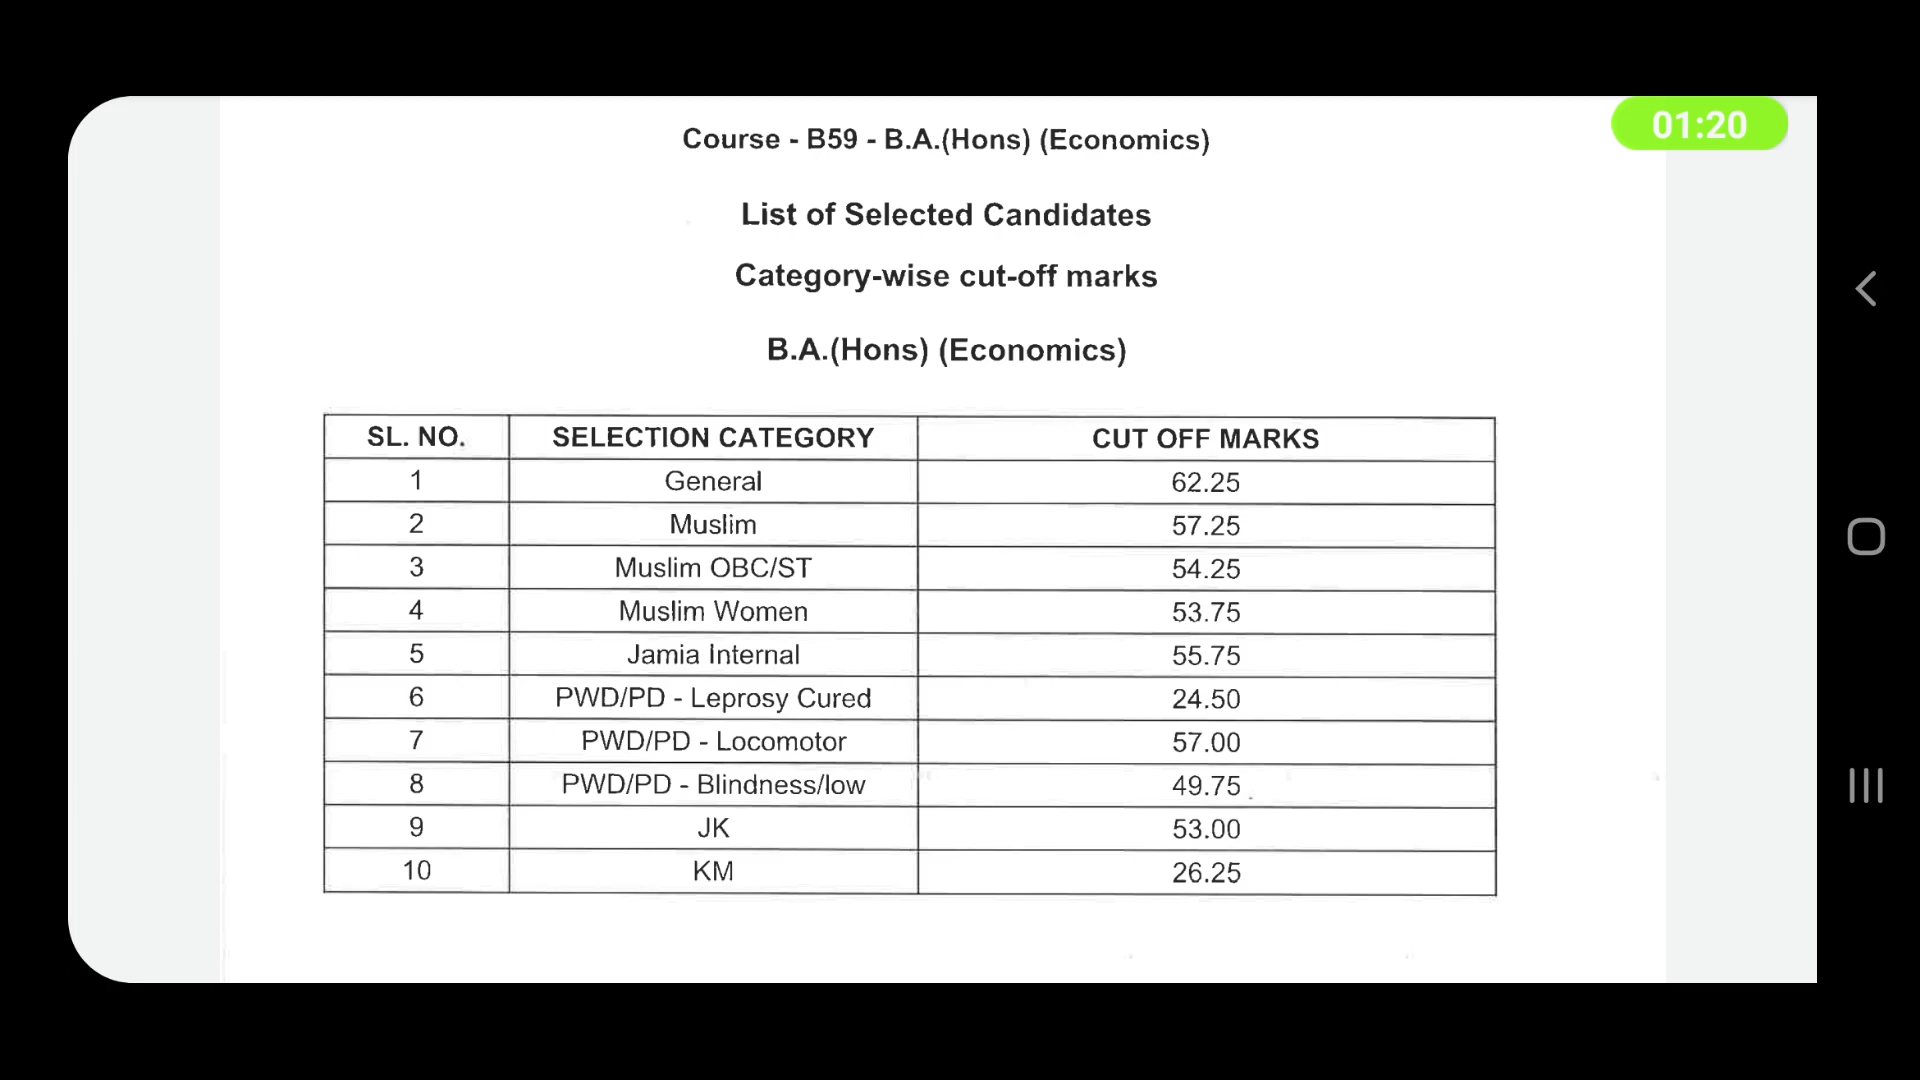 01:20
Course - B59 - B.A.(Hons) (Economics)
List of Selected Candidates
Category-wise cut-off marks
B.A.(Hons) (Economics)
SL. NO. SELECTION CATEGORY CUT OFF MARKS
1 General 62.25
2 Muslim 57.25
3 Muslim OBC/ST 54.25
4 Muslim Women 53.75
5 Jamia Internal 55.75
6 PWD/PD - Leprosy Cured 24.50
7 PWD/PD - Locomotor 57.00
8 PWD/PD - Blindness/low 49.75
9 JK 53.00
10 KM 26.25